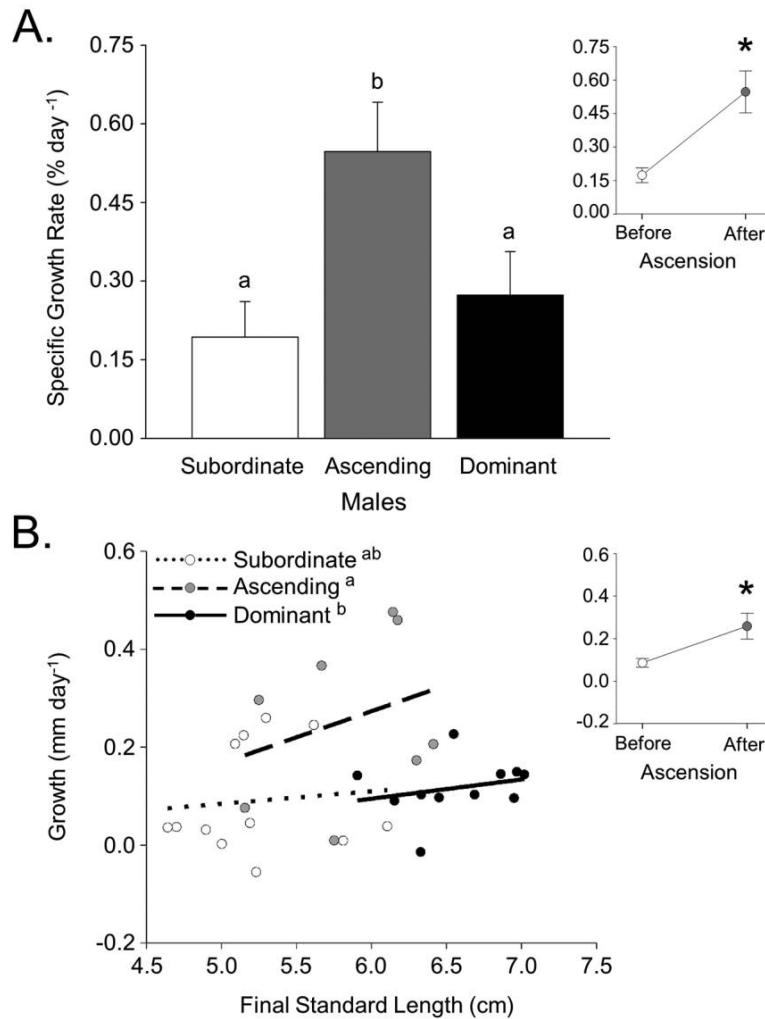 A.
Specific Growth Rate (% day -1)
0.75
0.60
0.45
0.30
0.15
0.00
a
b
a
Subordinate Ascending Dominant
Males
0.75
0.60
0.45
0.30
0.15
0.00
*
Before After
Ascension
B.
Growth (mm day-1)
0.6
0.4
0.2
0.0
-0.2
Subordinate ab
Ascending a
Dominant b
4.5 5.0 5.5 6.0 6.5 7.0 7.5
Final Standard Length (cm)
0.6
0.4
0.2
0.0
-0.2
*
Before After
Ascension